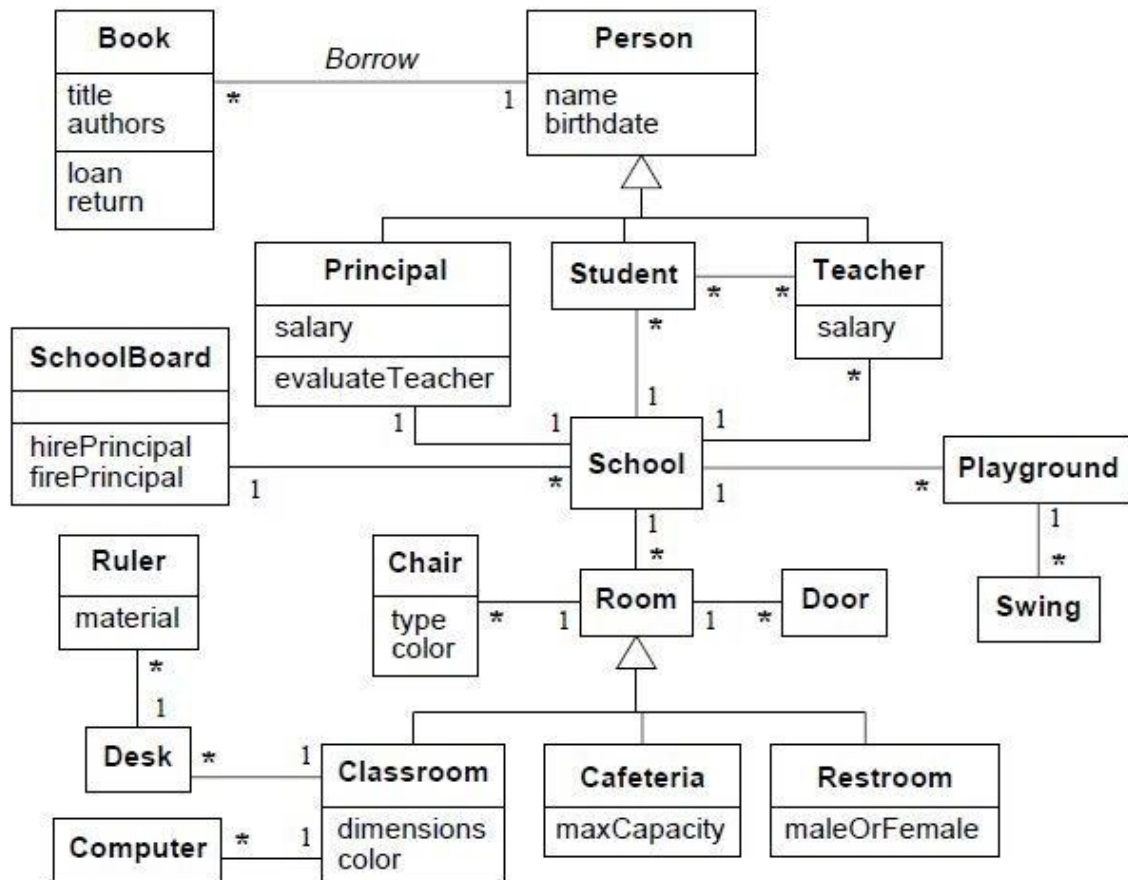 Book
title
authors
loan
return
Borrow
*
1
Person
name
birthdate
Principal
salary
evaluateTeacher
Student
*
*
Teacher
salary
*
*
SchoolBoard
hirePrincipal
firePrincipal
1
1
1
1
School
1
*
1
*
Playground
1
*
Swing
1
*
Ruler
material
*
1
Chair
type
color
*
1
Room
1
*
Door
Desk
*
1
Classroom
dimensions
color
Cafeteria
maxCapacity
Restroom
maleOrFemale
Computer
*
1